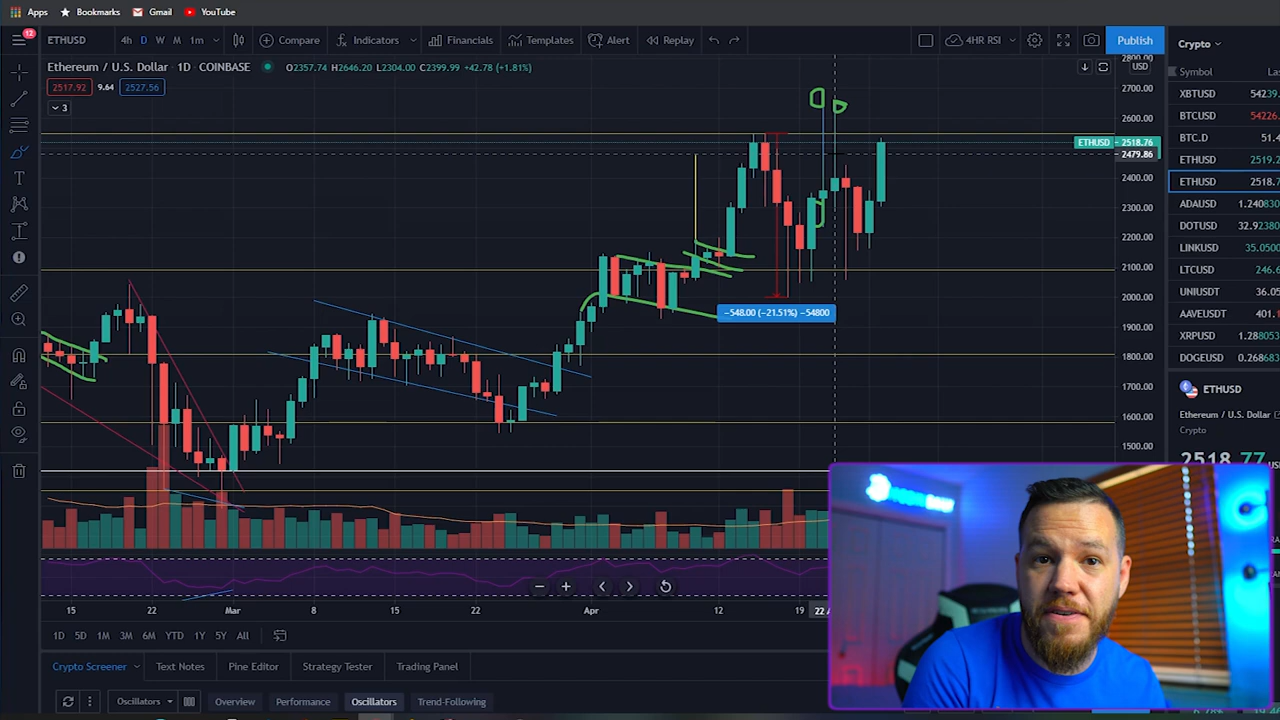 Apps Bookmarks Gmail YouTube
12 ETHUSD 4h D W M 1m Compare Indicators Financials Templates Alert Replay 4HR RSI Publish
Crypto
Ethereum / U.S. Dollar 1D COINBASE O2357.74 H2646.20 L2304.00 +42.78 (+1.81%)
2517.92 9.64 2527.56
3
USD
2800.00
2700.00
2600.00
ETHUSD 2518.76
2479.86
2400.00
2300.00
2200.00
2100.00
2000.00
1900.00
1800.00
1700.00
1600.00
1500.00
−548.00 (−21.51%) −54800
15 22 Mar 8 15 22 Apr 12 19 22
1D 5D 1M 3M 6M YTD 1Y 5Y All
Crypto Screener Text Notes Pine Editor Strategy Tester Trading Panel
Oscillators Overview Performance Oscillators Trend-Following
Symbol
XBTUSD 54239.
BTCUSD 54226.
BTC.D 51.
ETHUSD 2519.2
ETHUSD 2518.7
ADAUSD 1.240830
DOTUSD 32.92380
LINKUSD 35.0500
LTCUSD 246.6
UNIUSDT 36.05
AAVEUSDT 401.
XRPUSD 1.288053
DOGEUSD 0.268683
ETHUSD
Ethereum / U.S. Dollar
Crypto
2518.77